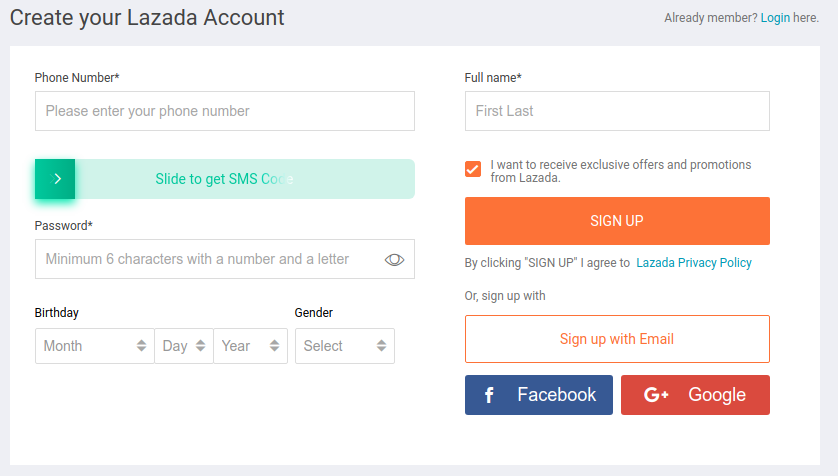 Create your Lazada Account
Already member? Login here.
Phone Number*
Please enter your phone number
Slide to get SMS Code
Password*
Minimum 6 characters with a number and a letter
Birthday
Month
Day
Year
Gender
Select
Full name*
First Last
I want to receive exclusive offers and promotions
from Lazada.
SIGN UP
By clicking "SIGN UP" I agree to Lazada Privacy Policy
Or, sign up with
Sign up with Email
f Facebook
G+ Google